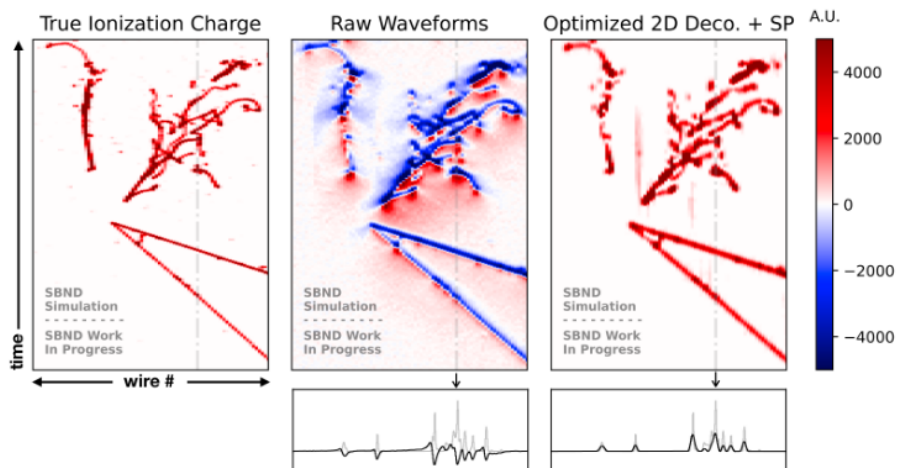 True Ionization Charge
Raw Waveforms
Optimized 2D Deco. + SP
A.U.
4000
2000
0
−2000
−4000
time
wire #
SBND
Simulation
SBND Work
In Progress
SBND
Simulation
SBND Work
In Progress
SBND
Simulation
SBND Work
In Progress